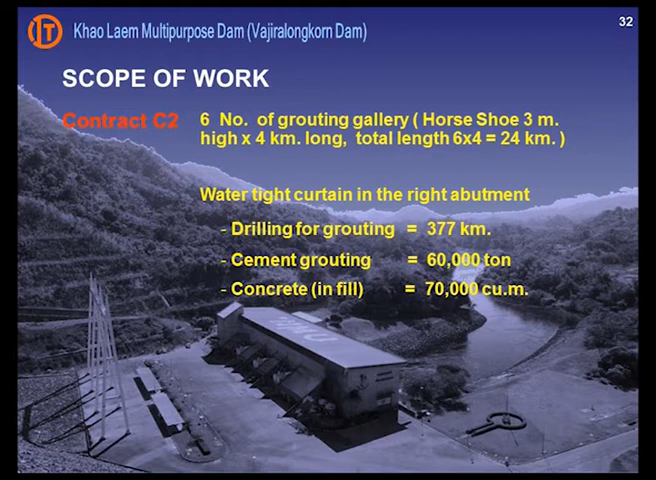 Khao Laem Multipurpose Dam (Vajiralongkorn Dam)
32
SCOPE OF WORK
Contract C2
6 No. of grouting gallery ( Horse Shoe 3 m.
high x 4 km. long, total length 6x4 = 24 km. )
Water tight curtain in the right abutment
- Drilling for grouting = 377 km.
- Cement grouting = 60,000 ton
- Concrete (in fill) = 70,000 cu.m.